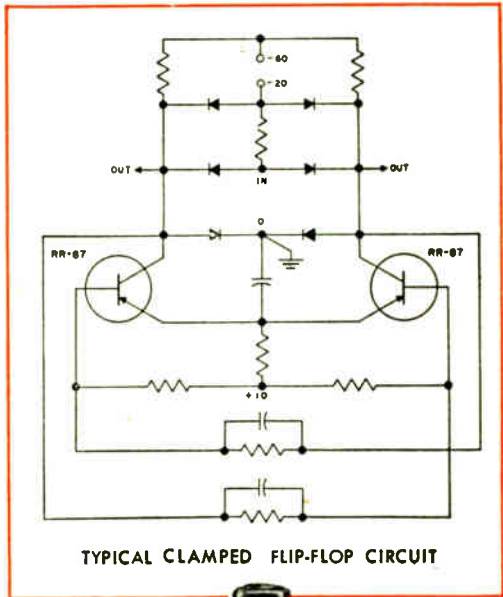 -60
-20
OUT
IN
OUT
0
RR-87
RR-87
+10
TYPICAL CLAMPED FLIP-FLOP CIRCUIT